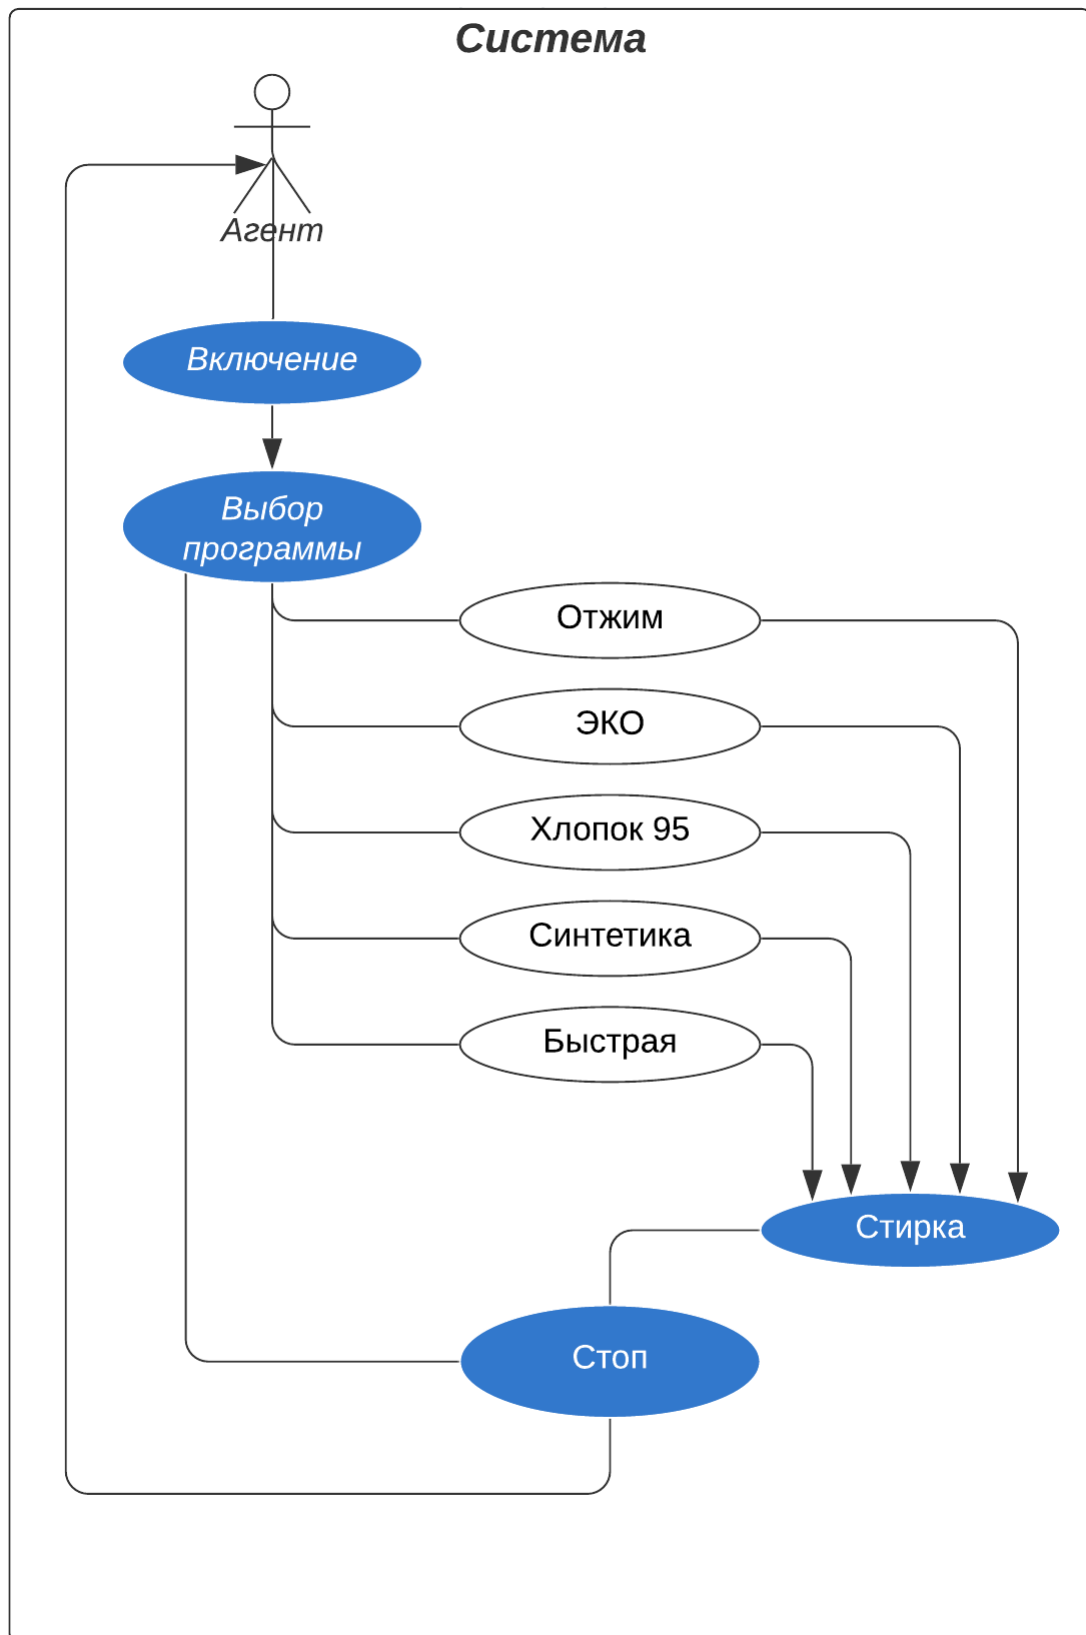 Система
Агент
Включение
Выбор
программы
Отжим
ЭКО
Хлопок 95
Синтетика
Быстрая
Стирка
Стоп